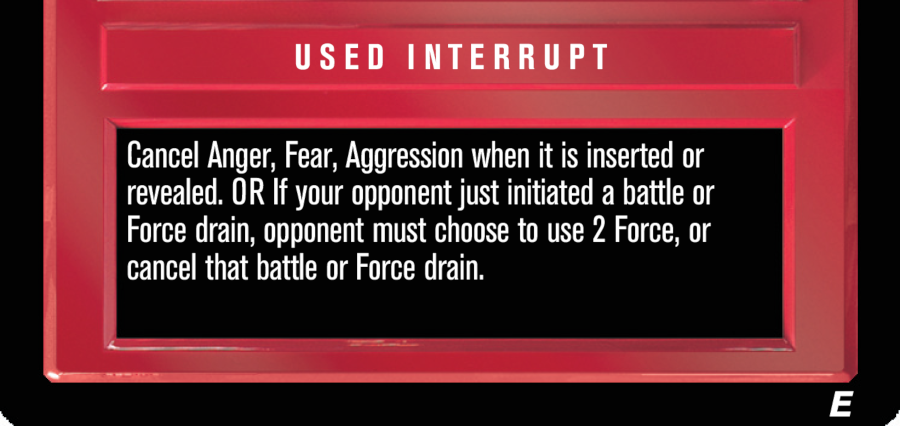 USED INTERRUPT
Cancel Anger, Fear, Aggression when it is inserted or
revealed. OR If your opponent just initiated a battle or
Force drain, opponent must choose to use 2 Force, or
cancel that battle or Force drain.
E